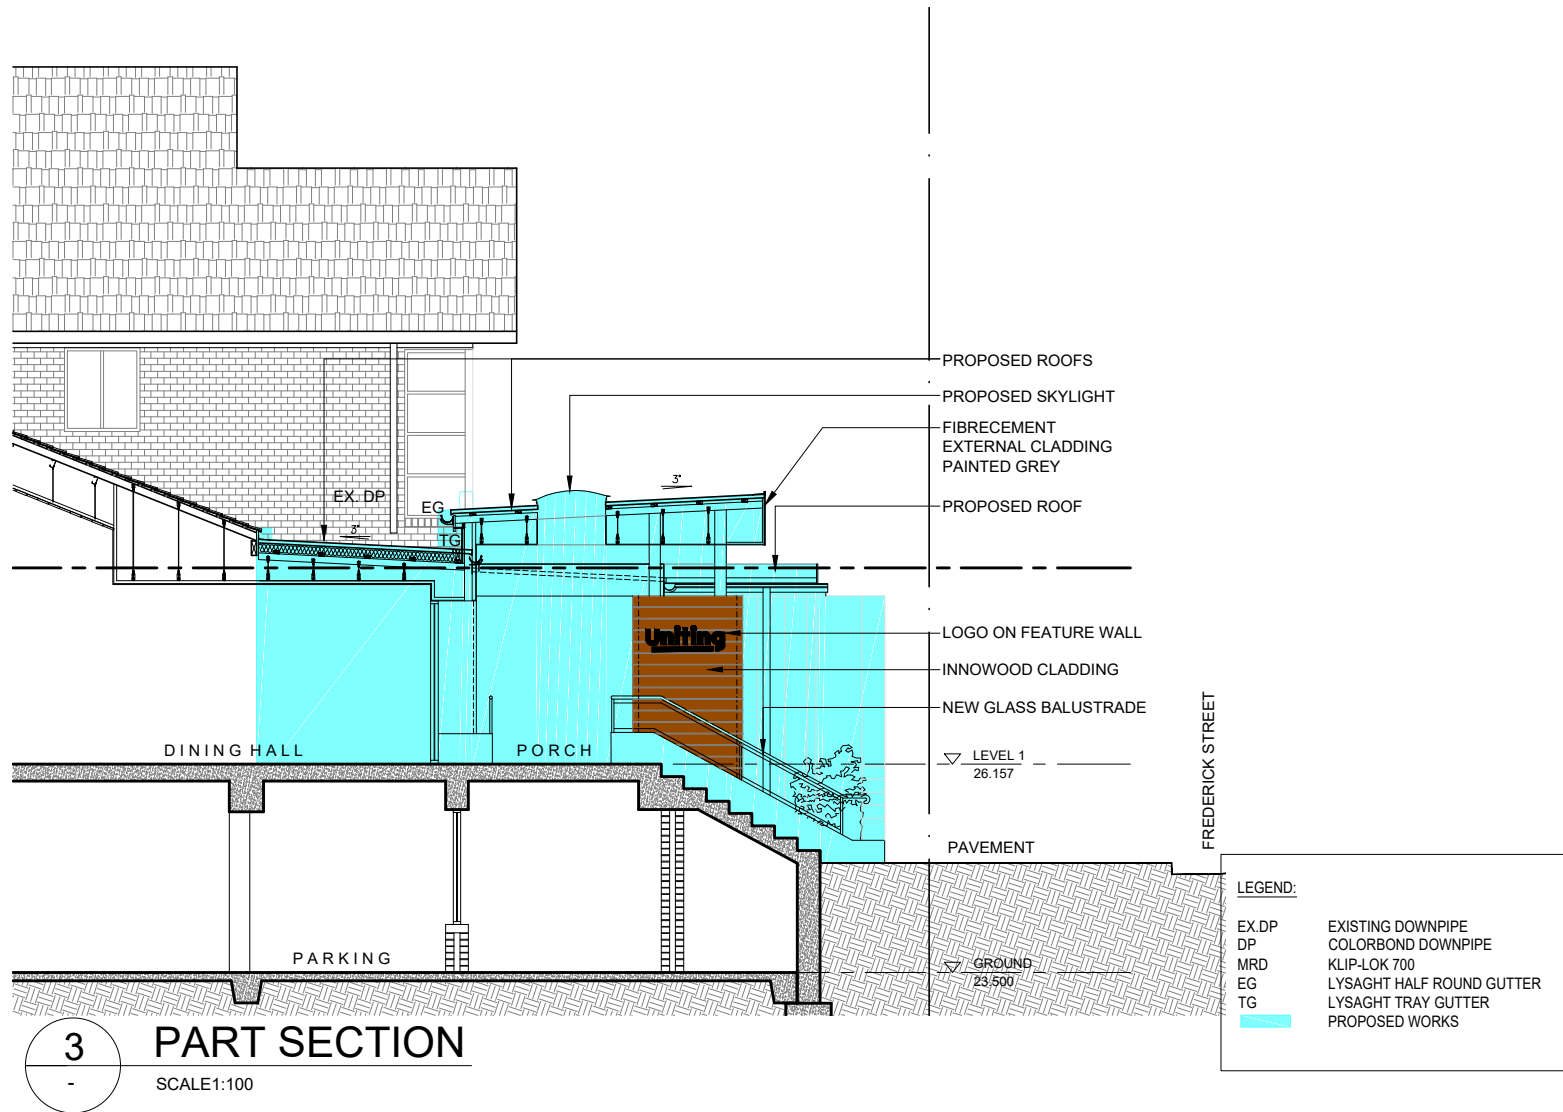 PROPOSED ROOFS
PROPOSED SKYLIGHT
FIBRECEMENT
EXTERNAL CLADDING
PAINTED GREY
3°
EX. DP
EG
PROPOSED ROOF
3°
TG
Uniting
LOGO ON FEATURE WALL
INNOWOOD CLADDING
NEW GLASS BALUSTRADE
DINING HALL
PORCH
LEVEL 1
26.157
FREDERICK STREET
PAVEMENT
PARKING
GROUND
23.500
LEGEND:
EX.DP EXISTING DOWNPIPE
DP COLORBOND DOWNPIPE
MRD KLIP-LOK 700
EG LYSAGHT HALF ROUND GUTTER
TG LYSAGHT TRAY GUTTER
PROPOSED WORKS
3
-
PART SECTION
SCALE1:100